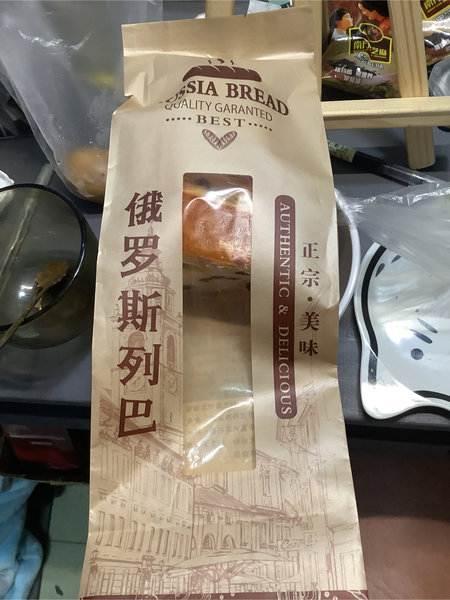 SSIA BREAD
QUALITY GARANTED
BEST
俄罗斯列巴
AUTHENTIC & DELICIOUS
正宗·美味